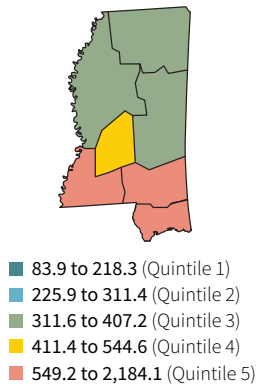 83.9 to 218.3 (Quintile 1)
225.9 to 311.4 (Quintile 2)
311.6 to 407.2 (Quintile 3)
411.4 to 544.6 (Quintile 4)
549.2 to 2,184.1 (Quintile 5)